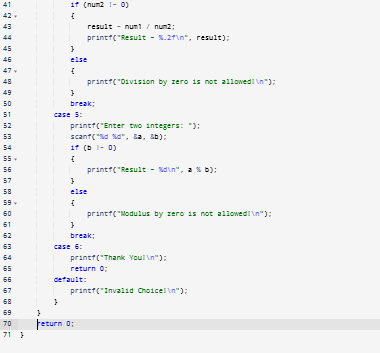 41 if (num2 != 0)
42 {
43 result = num1 / num2;
44 printf("Result = %.2f\n", result);
45 }
46 else
47 {
48 printf("Division by zero is not allowed!\n");
49 }
50 break;
51 case 5:
52 printf("Enter two integers: ");
53 scanf("%d %d", &a, &b);
54 if (b != 0)
55 {
56 printf("Result = %d\n", a % b);
57 }
58 else
59 {
60 printf("Modulus by zero is not allowed!\n");
61 }
62 break;
63 case 6:
64 printf("Thank You!\n");
65 return 0;
66 default:
67 printf("Invalid Choice!\n");
68 }
69 }
70 return 0;
71 }